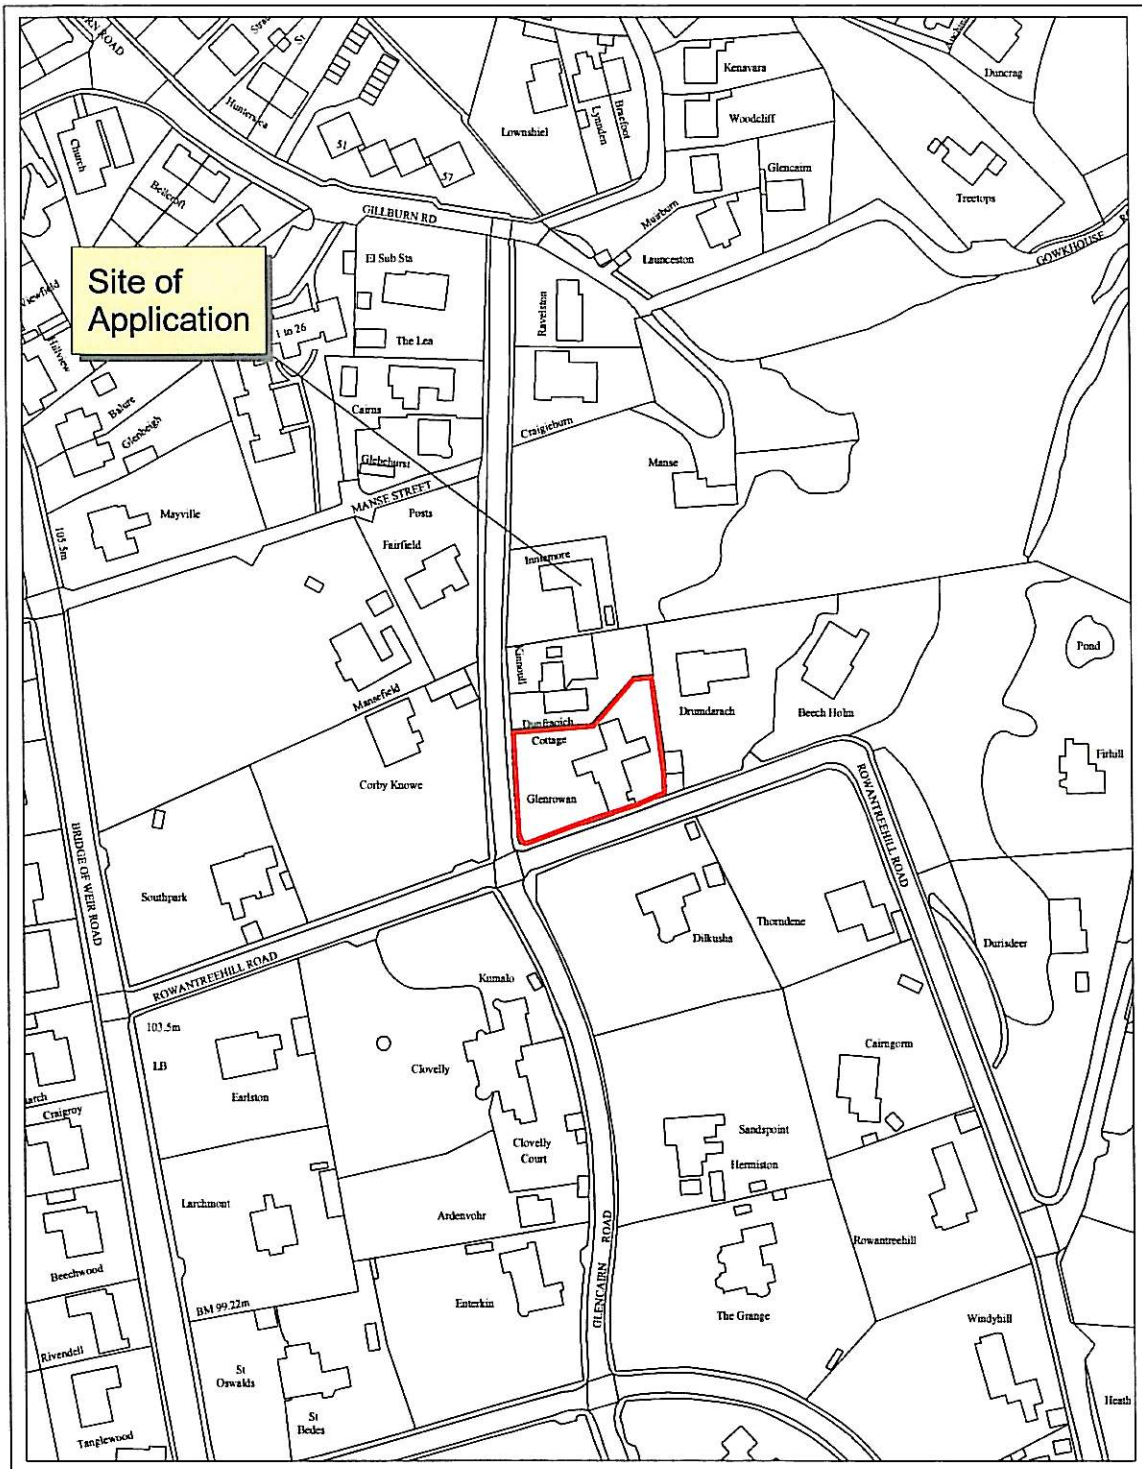 Kenavara
Duncrag
Woodcliff
Lownshiel
Lynnden
Braefoot
Church
51
57
Glencairn
Treetops
Bellcroft
GILLBURN RD
Muirburn
Launceston
GOWKHOUSE
Site of
Application
El Sub Sta
Ravelston
Viewfield
Hillview
1 to 26
The Lea
Balure
Glenbeigh
Cairns
Craigieburn
Glebehurst
Manse
MANSE STREET
Mayville
Posts
Fairfield
105.5m
Pond
Mansefield
Drumdarach
Beech Holm
Cottage
Firhill
Corby Knowe
Glenrowan
ROWANTREEHILL ROAD
BRIDGE OF WEIR ROAD
Southpark
Dilkusha
Thorndene
Durisdeer
ROWANTREEHILL ROAD
Kumalo
103.5m
LB
Earlston
Clovelly
Cairngorm
Craigroy
Sandspoint
Clovelly
Court
Hermiston
Larchmont
Ardenvohr
GLENCAIRN ROAD
Rowantreehill
Beechwood
Enterkin
BM 99.22m
The Grange
Windyhill
Rivendell
St
Oswalds
Heath
St
Bedes
Tanglewood